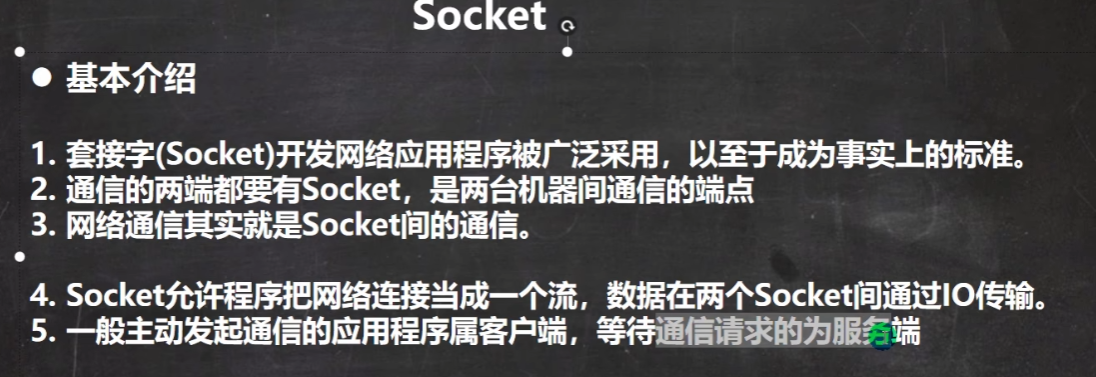 Socket
● 基本介绍
1. 套接字(Socket)开发网络应用程序被广泛采用，以至于成为事实上的标准。
2. 通信的两端都要有Socket，是两台机器间通信的端点
3. 网络通信其实就是Socket间的通信。
4. Socket允许程序把网络连接当成一个流，数据在两个Socket间通过IO传输。
5. 一般主动发起通信的应用程序属客户端，等待通信请求的为服务端